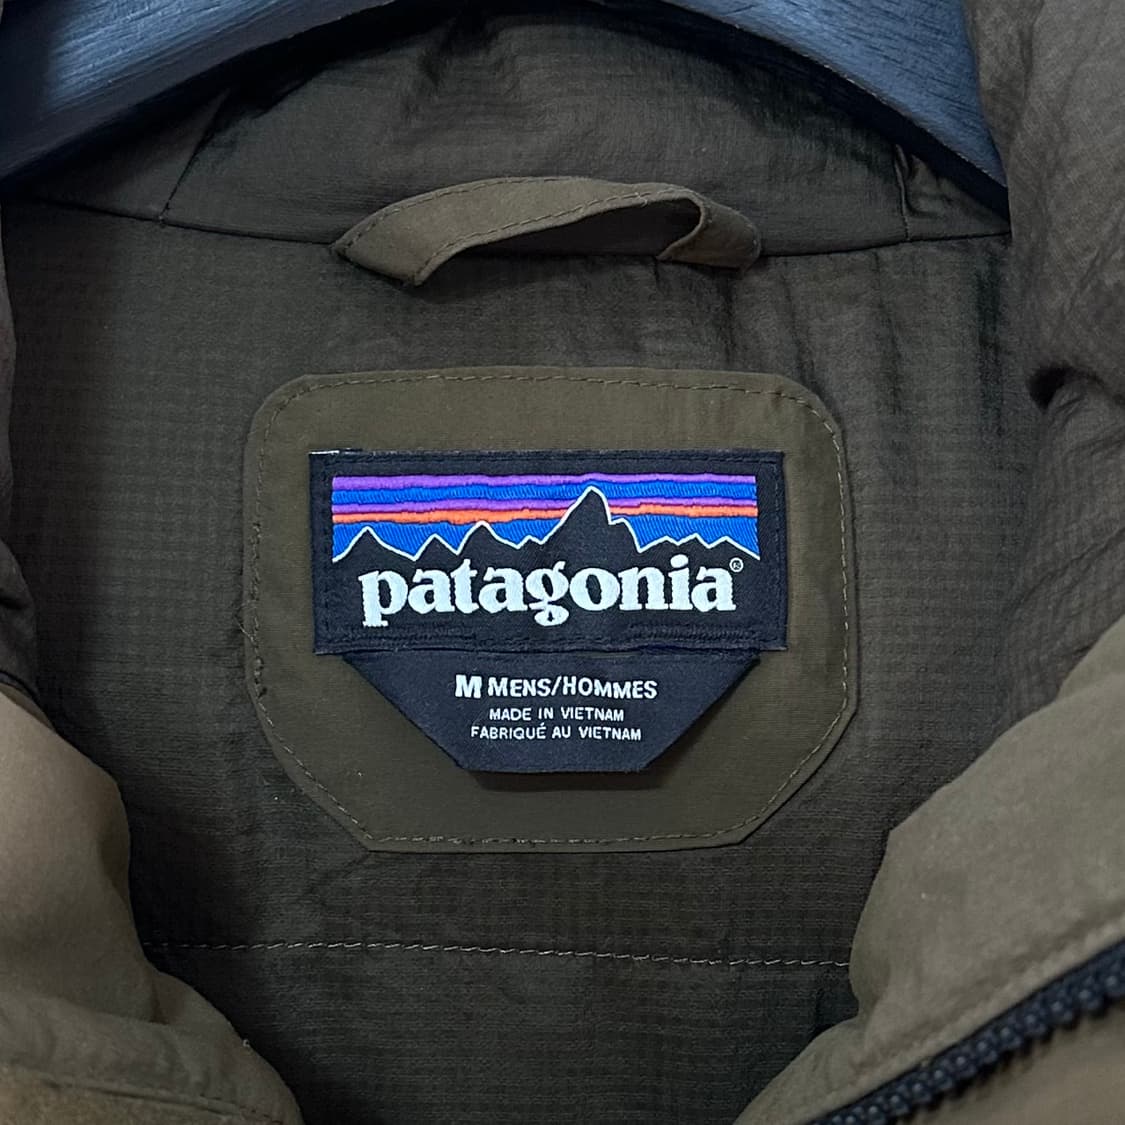 patagonia®
M MENS/HOMMES
MADE IN VIETNAM
FABRIQUÉ AU VIETNAM